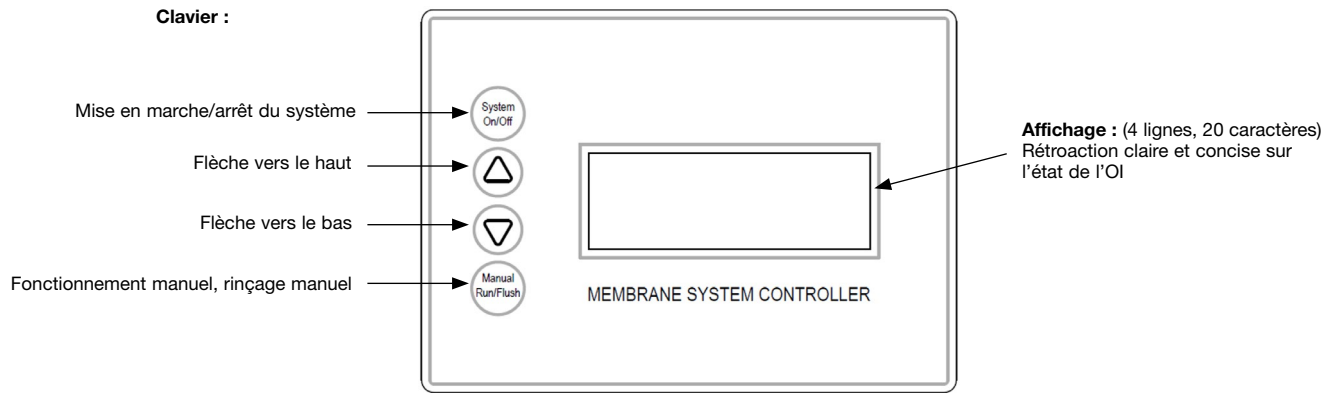 Clavier :
Mise en marche/arrêt du système
Flèche vers le haut
Flèche vers le bas
Fonctionnement manuel, rinçage manuel
System
On/Off
Manual
Run/Flush
MEMBRANE SYSTEM CONTROLLER
Affichage : (4 lignes, 20 caractères)
Rétroaction claire et concise sur
l’état de l’OI